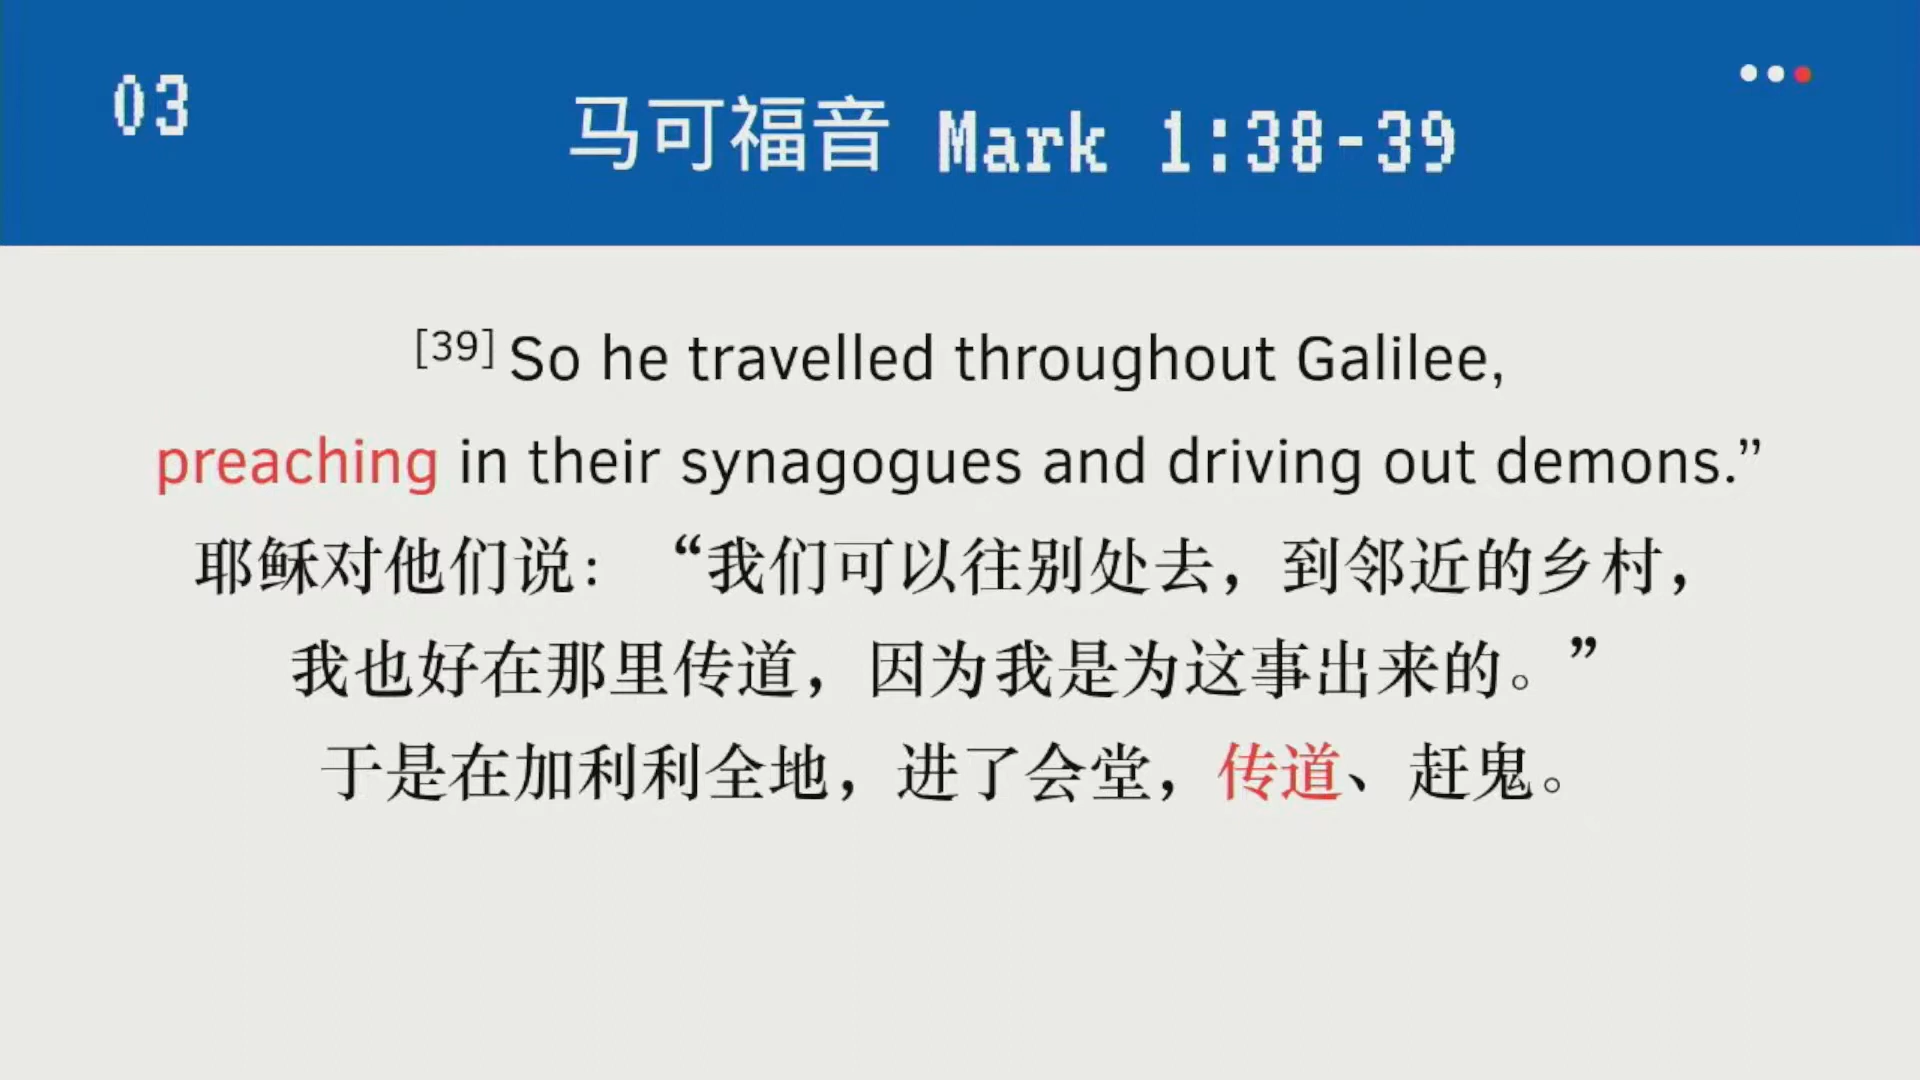 03
马可福音 Mark 1:38-39
[39] So he travelled throughout Galilee,
preaching in their synagogues and driving out demons.”
耶稣对他们说：“我们可以往别处去，到邻近的乡村，
我也好在那里传道，因为我是为这事出来的。”
于是在加利利全地，进了会堂，传道、赶鬼。